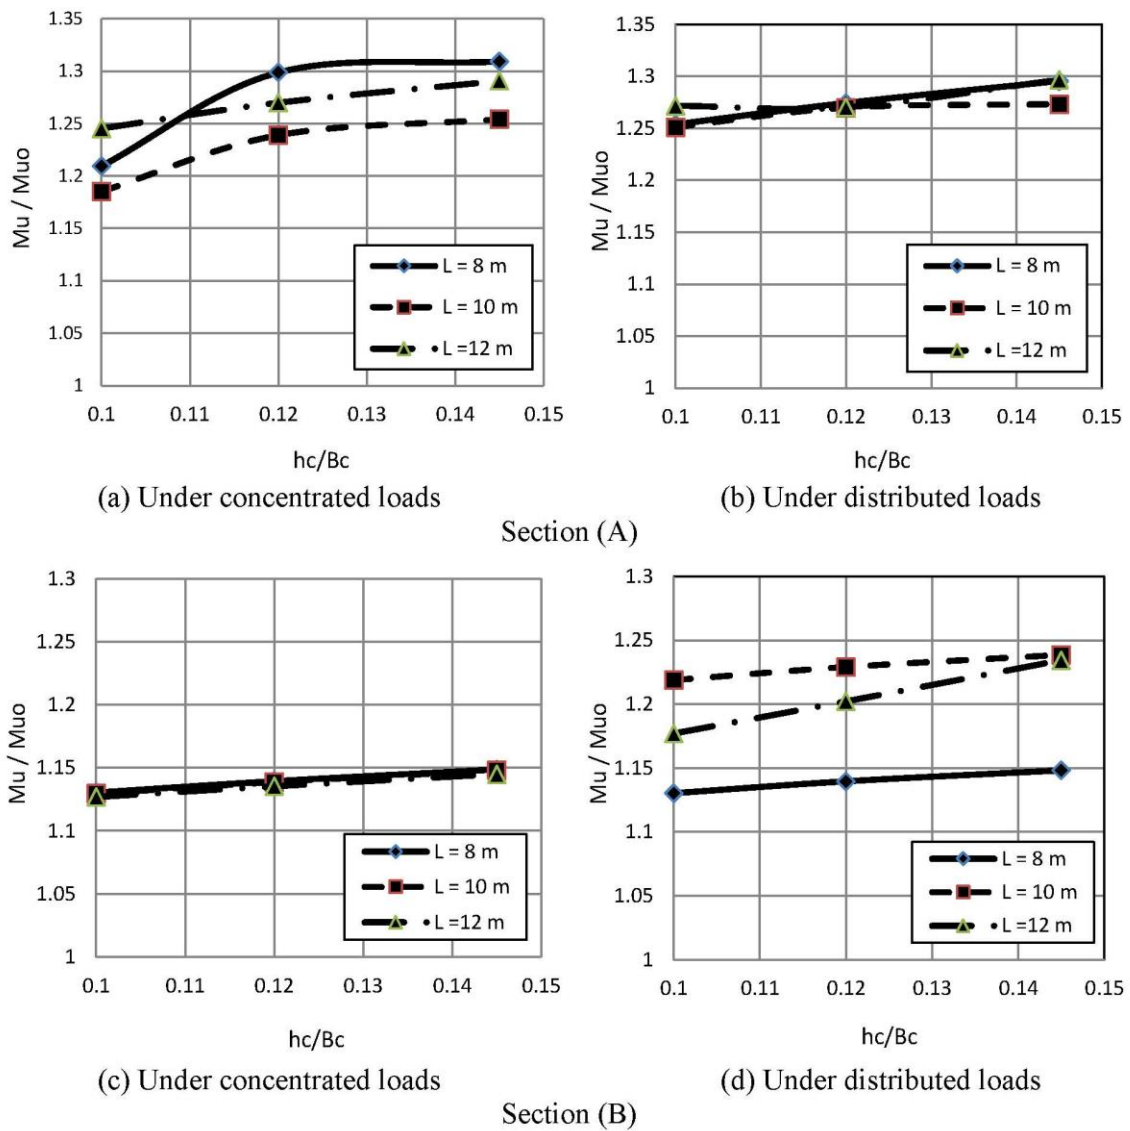 1.35
1.3
1.25
1.2
1.15
1.1
1.05
1
Mu / Muo
L = 8 m
L = 10 m
L =12 m
0.1 0.11 0.12 0.13 0.14 0.15
hc/Bc
(a) Under concentrated loads
1.35
1.3
1.25
1.2
1.15
1.1
1.05
1
Mu / Muo
L = 8 m
L = 10 m
L =12 m
0.1 0.11 0.12 0.13 0.14 0.15
hc/Bc
(b) Under distributed loads
Section (A)
1.3
1.25
1.2
1.15
1.1
1.05
1
Mu / Muo
L = 8 m
L = 10 m
L =12 m
0.1 0.11 0.12 0.13 0.14 0.15
hc/Bc
(c) Under concentrated loads
1.3
1.25
1.2
1.15
1.1
1.05
1
Mu / Muo
L = 8 m
L = 10 m
L =12 m
0.1 0.11 0.12 0.13 0.14 0.15
hc/Bc
(d) Under distributed loads
Section (B)